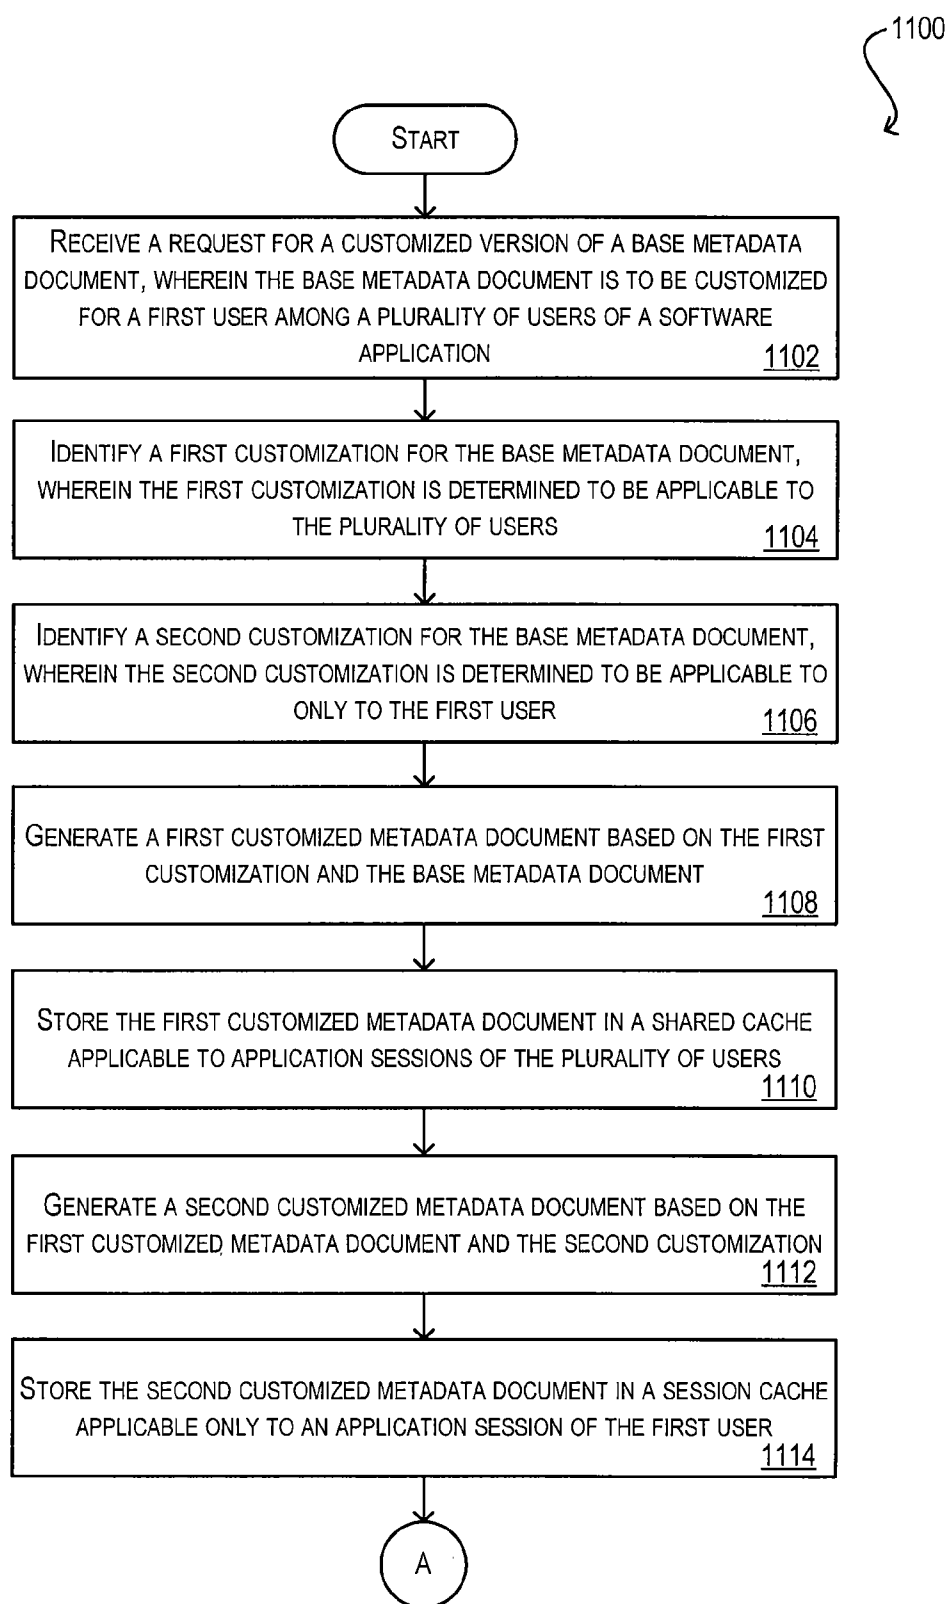 1100
START
RECEIVE A REQUEST FOR A CUSTOMIZED VERSION OF A BASE METADATA
DOCUMENT, WHEREIN THE BASE METADATA DOCUMENT IS TO BE CUSTOMIZED
FOR A FIRST USER AMONG A PLURALITY OF USERS OF A SOFTWARE
APPLICATION
1102
IDENTIFY A FIRST CUSTOMIZATION FOR THE BASE METADATA DOCUMENT,
WHEREIN THE FIRST CUSTOMIZATION IS DETERMINED TO BE APPLICABLE TO
THE PLURALITY OF USERS
1104
IDENTIFY A SECOND CUSTOMIZATION FOR THE BASE METADATA DOCUMENT,
WHEREIN THE SECOND CUSTOMIZATION IS DETERMINED TO BE APPLICABLE TO
ONLY TO THE FIRST USER
1106
GENERATE A FIRST CUSTOMIZED METADATA DOCUMENT BASED ON THE FIRST
CUSTOMIZATION AND THE BASE METADATA DOCUMENT
1108
STORE THE FIRST CUSTOMIZED METADATA DOCUMENT IN A SHARED CACHE
APPLICABLE TO APPLICATION SESSIONS OF THE PLURALITY OF USERS
1110
GENERATE A SECOND CUSTOMIZED METADATA DOCUMENT BASED ON THE
FIRST CUSTOMIZED METADATA DOCUMENT AND THE SECOND CUSTOMIZATION
1112
STORE THE SECOND CUSTOMIZED METADATA DOCUMENT IN A SESSION CACHE
APPLICABLE ONLY TO AN APPLICATION SESSION OF THE FIRST USER
1114
A